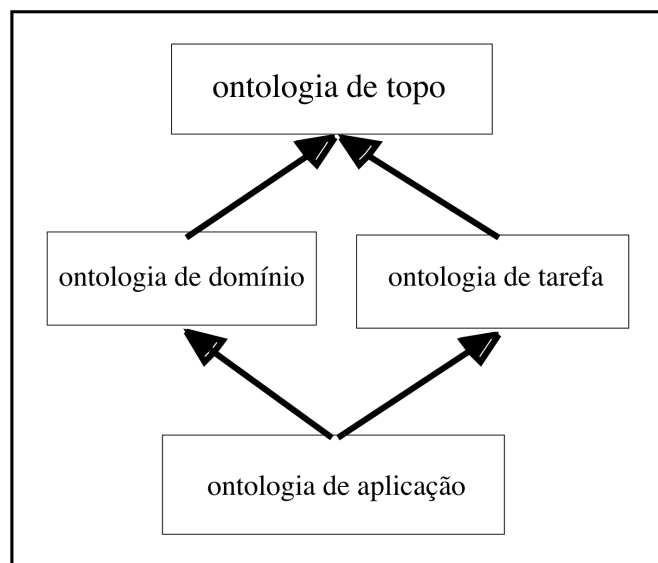 ontologia de topo
ontologia de domínio
ontologia de tarefa
ontologia de aplicação